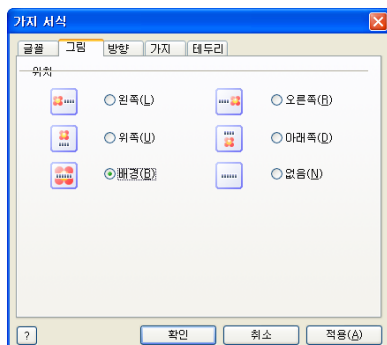 가지 서식
글꼴 그림 방향 가지 테두리
위치
왼쪽(L) 오른쪽(R)
위쪽(U) 아래쪽(D)
배경(B) 없음(N)
? 확인 취소 적용(A)